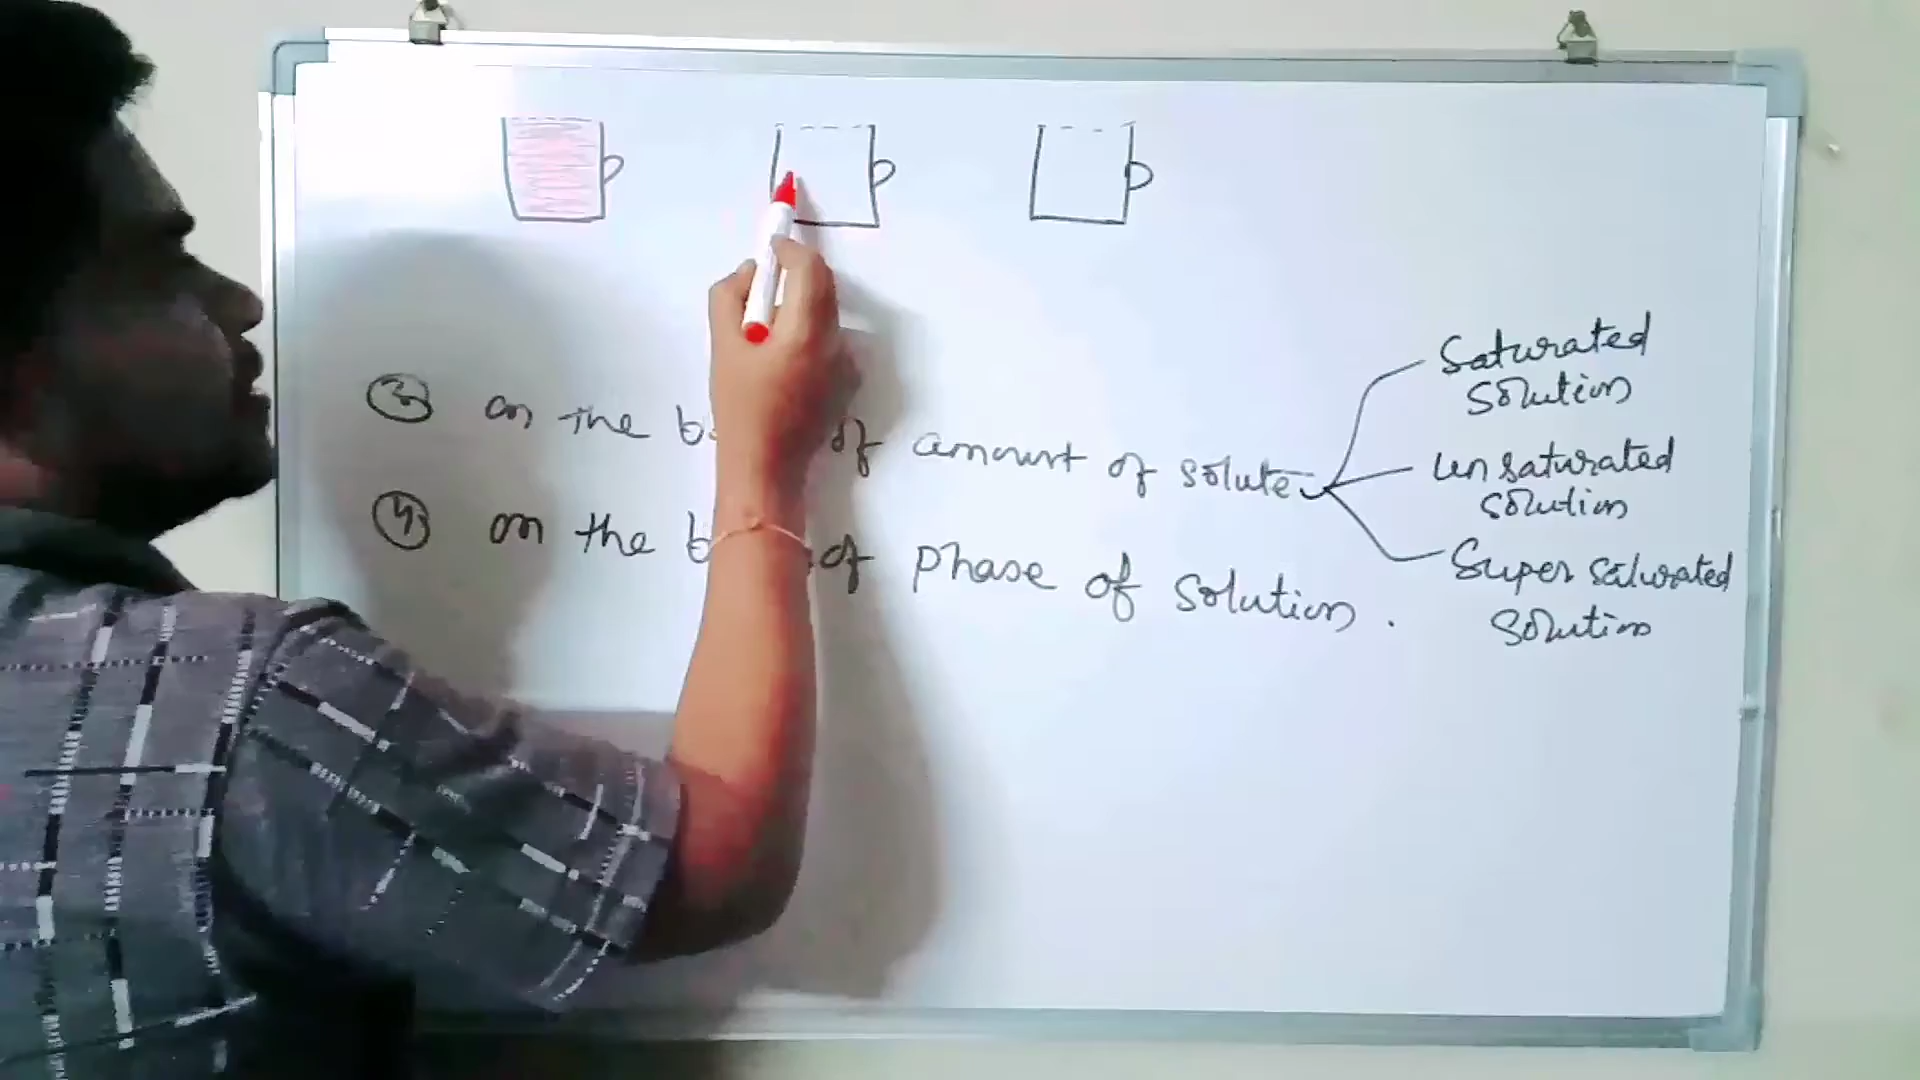 ③ on the of amount of solute
Saturated
Solution
Unsaturated
Solution
Super saturated
Solution
④ on the of phase of solution.